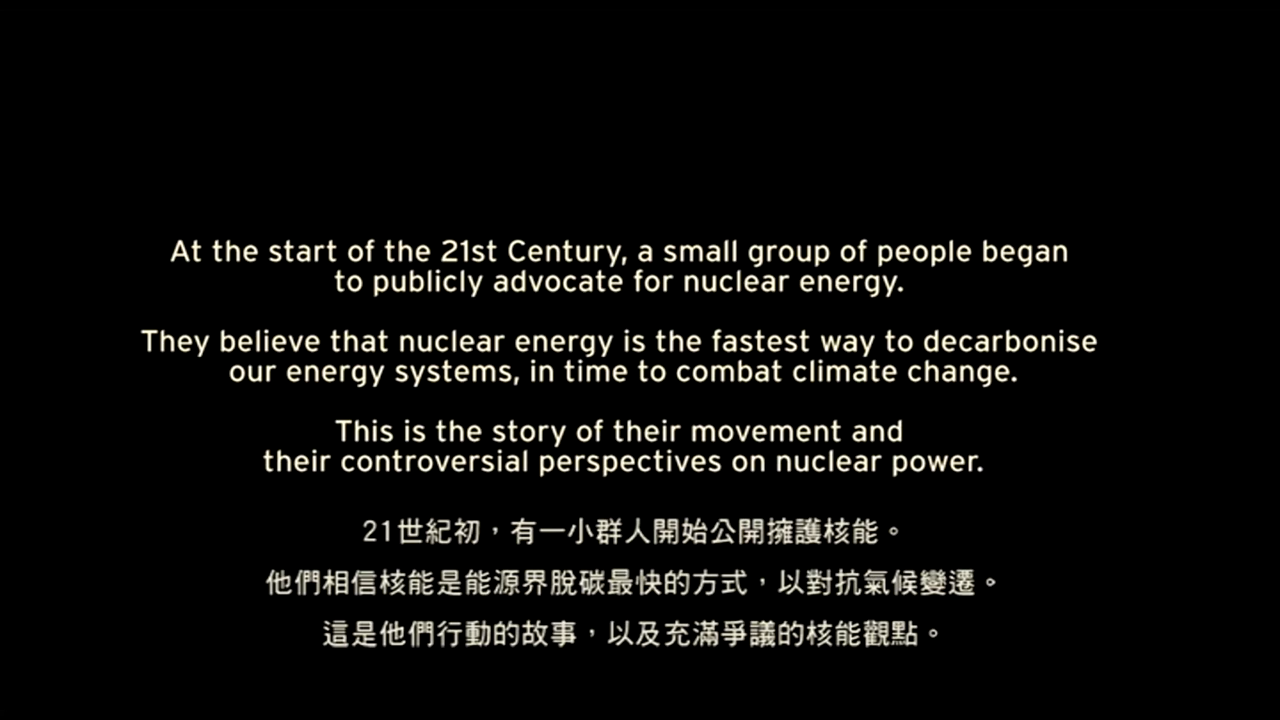 At the start of the 21st Century, a small group of people began
to publicly advocate for nuclear energy.
They believe that nuclear energy is the fastest way to decarbonise
our energy systems, in time to combat climate change.
This is the story of their movement and
their controversial perspectives on nuclear power.
21世紀初，有一小群人開始公開擁護核能。
他們相信核能是能源界脫碳最快的方式，以對抗氣候變遷。
這是他們行動的故事，以及充滿爭議的核能觀點。